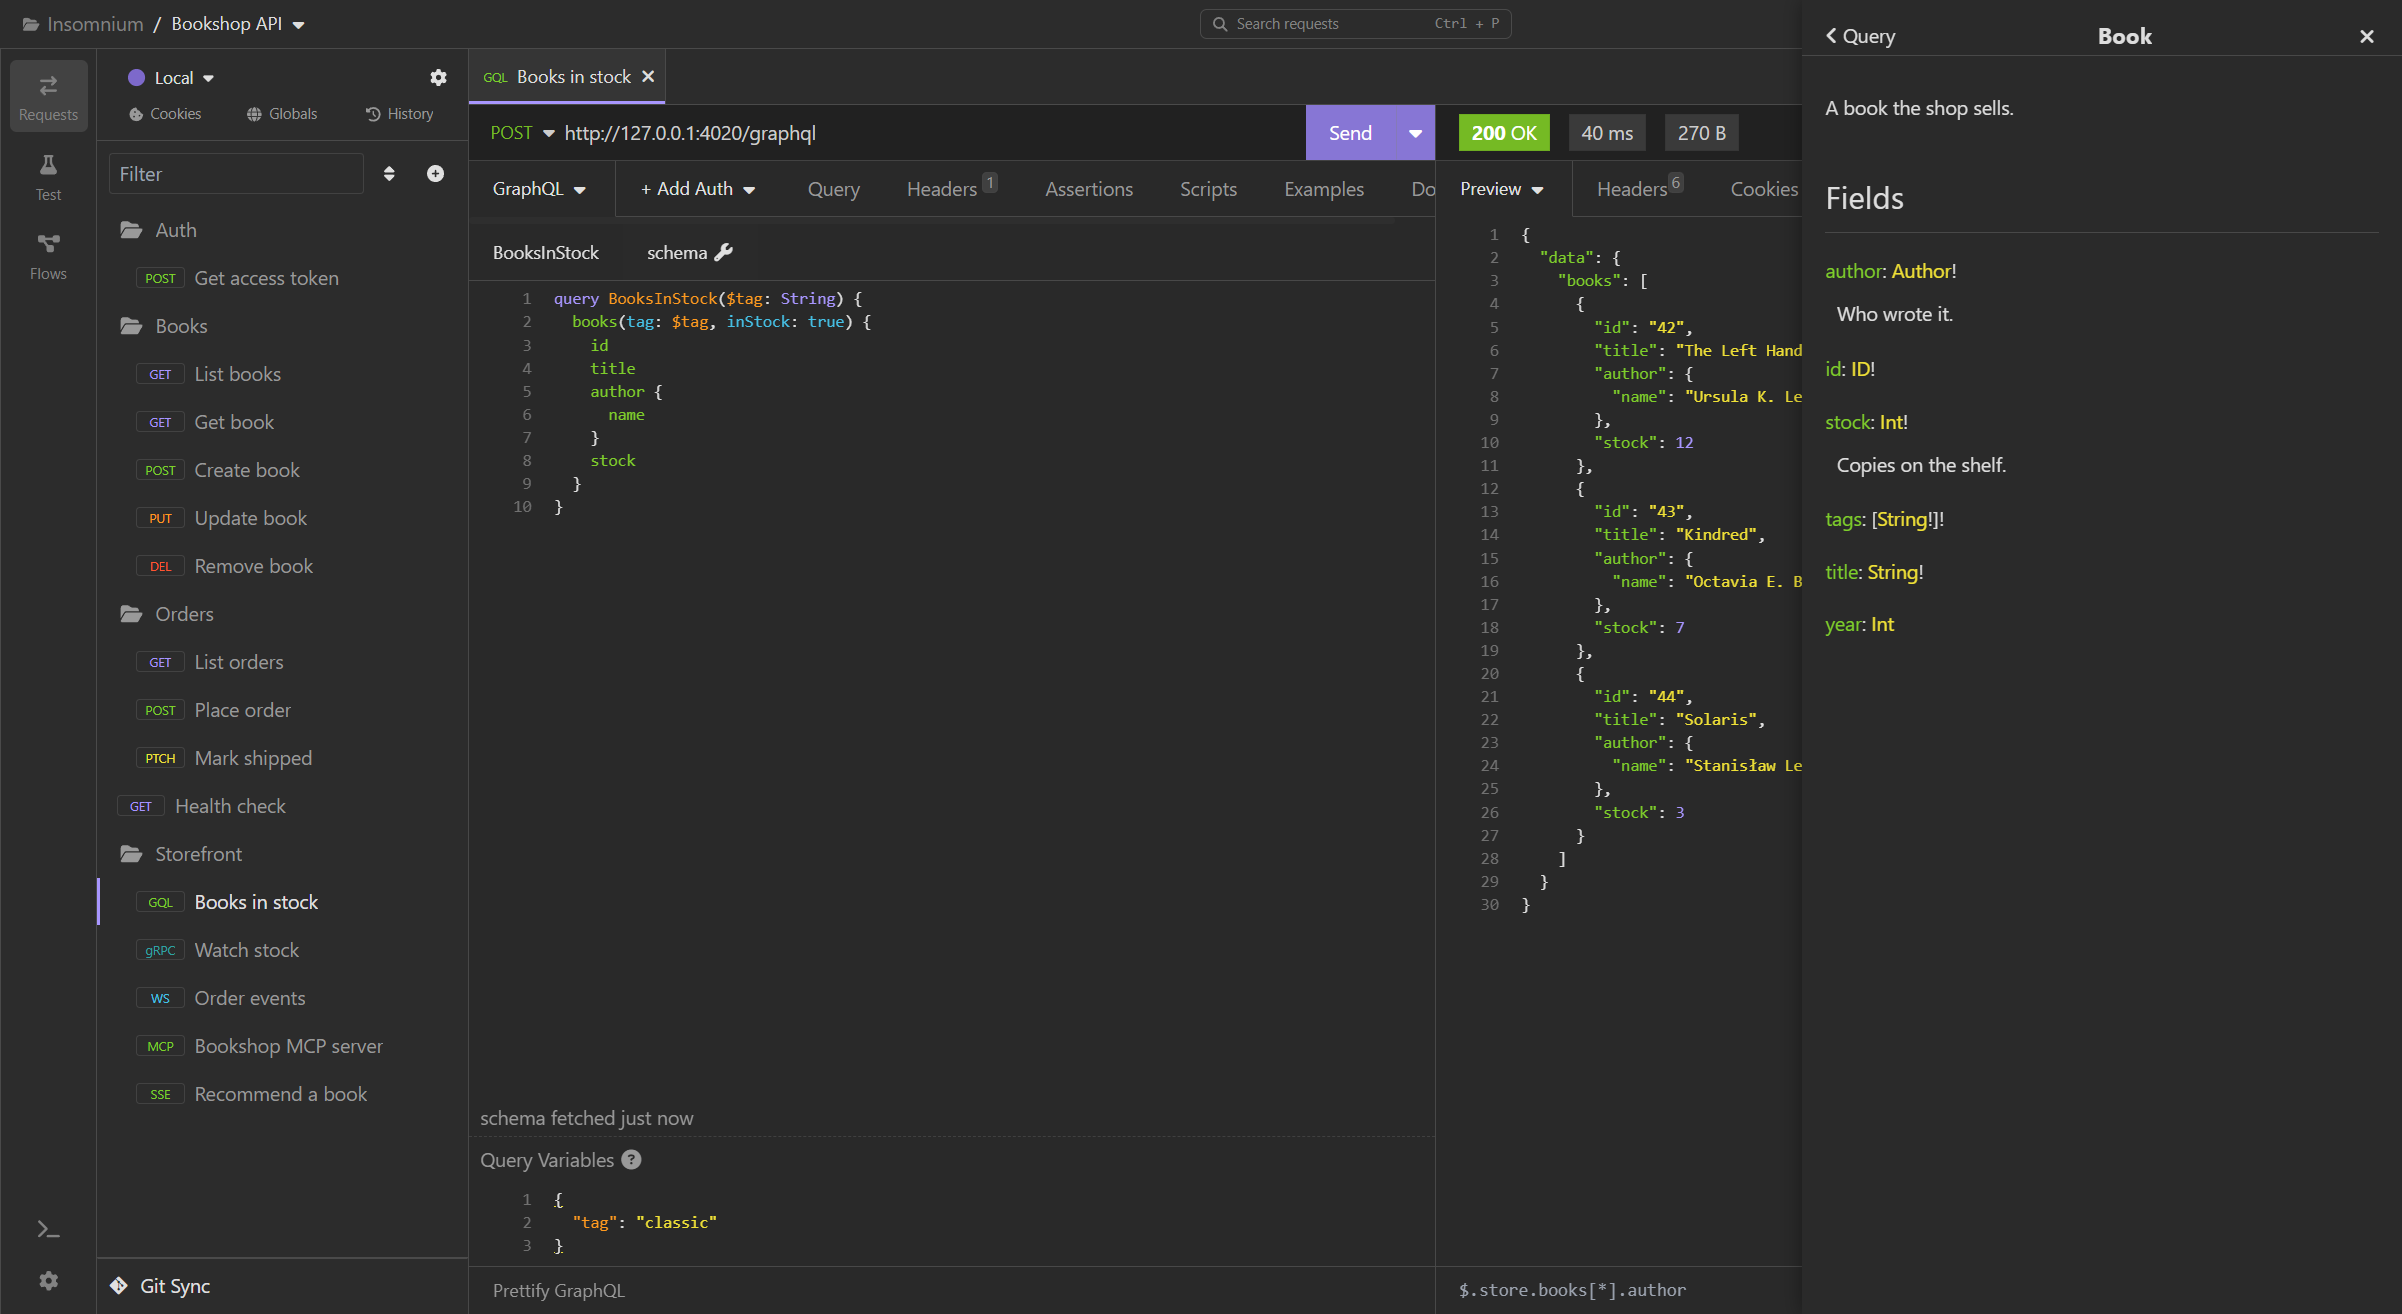 Insomnium / Bookshop API
Search requests Ctrl + P
Requests
Test
Flows
Local
Cookies Globals History
Filter
Auth
POST Get access token
Books
GET List books
GET Get book
POST Create book
PUT Update book
DEL Remove book
Orders
GET List orders
POST Place order
PTCH Mark shipped
GET Health check
Storefront
GQL Books in stock
gRPC Watch stock
WS Order events
MCP Bookshop MCP server
SSE Recommend a book
Git Sync
GQL Books in stock
POST http://127.0.0.1:4020/graphql Send
GraphQL + Add Auth Query Headers 1 Assertions Scripts Examples Do
BooksInStock schema
1 query BooksInStock($tag: String) {
2 books(tag: $tag, inStock: true) {
3 id
4 title
5 author {
6 name
7 }
8 stock
9 }
10 }
schema fetched just now
Query Variables ?
1 {
2 "tag": "classic"
3 }
Prettify GraphQL
200 OK 40 ms 270 B
Preview Headers 6 Cookies
1 {
2 "data": {
3 "books": [
4 {
5 "id": "42",
6 "title": "The Left Hand
7 "author": {
8 "name": "Ursula K. Le
9 },
10 "stock": 12
11 },
12 {
13 "id": "43",
14 "title": "Kindred",
15 "author": {
16 "name": "Octavia E. B
17 },
18 "stock": 7
19 },
20 {
21 "id": "44",
22 "title": "Solaris",
23 "author": {
24 "name": "Stanisław Le
25 },
26 "stock": 3
27 }
28 ]
29 }
30 }
$.store.books[*].author
Query Book
A book the shop sells.
Fields
author: Author!
Who wrote it.
id: ID!
stock: Int!
Copies on the shelf.
tags: [String!]!
title: String!
year: Int